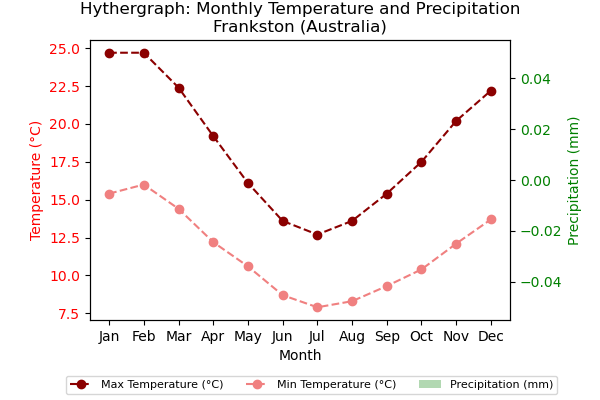 Hythergraph: Monthly Temperature and Precipitation
Frankston (Australia)
25.0
22.5
20.0
17.5
15.0
12.5
10.0
7.5
Temperature (°C)
0.04
0.02
0.00
−0.02
−0.04
Precipitation (mm)
Jan Feb Mar Apr May Jun Jul Aug Sep Oct Nov Dec
Month
Max Temperature (°C) Min Temperature (°C) Precipitation (mm)